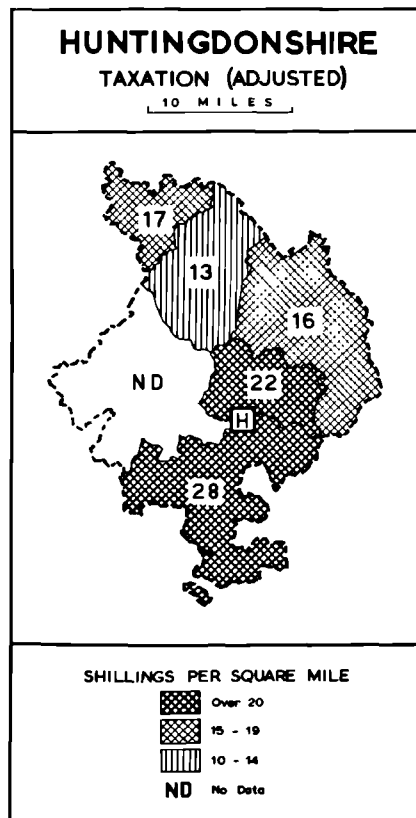 HUNTINGDONSHIRE
TAXATION (ADJUSTED)
10 MILES
17
13
16
ND
22
H
28
SHILLINGS PER SQUARE MILE
Over 20
15 - 19
10 - 14
ND No Data